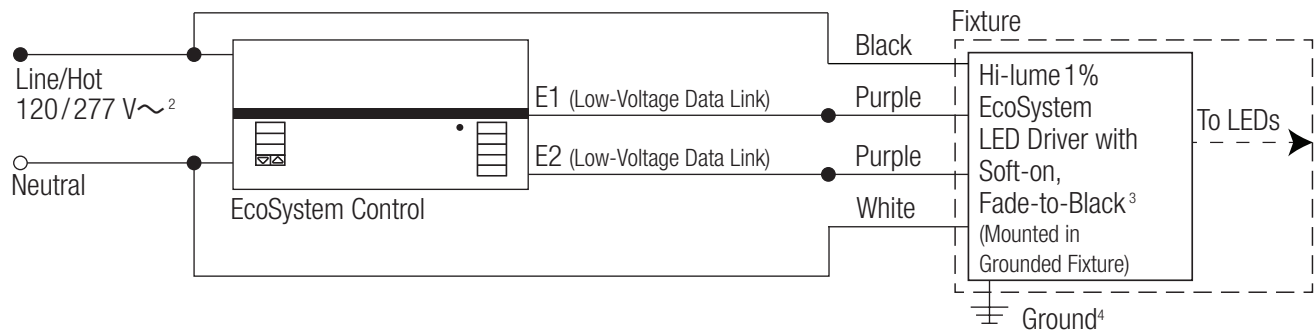 Line/Hot
120/277 V~ 2
Neutral
EcoSystem Control
E1 (Low-Voltage Data Link)
E2 (Low-Voltage Data Link)
Black
Purple
Purple
White
Fixture
Hi-lume 1%
EcoSystem
LED Driver with
Soft-on,
Fade-to-Black 3
(Mounted in
Grounded Fixture)
To LEDs
Ground4